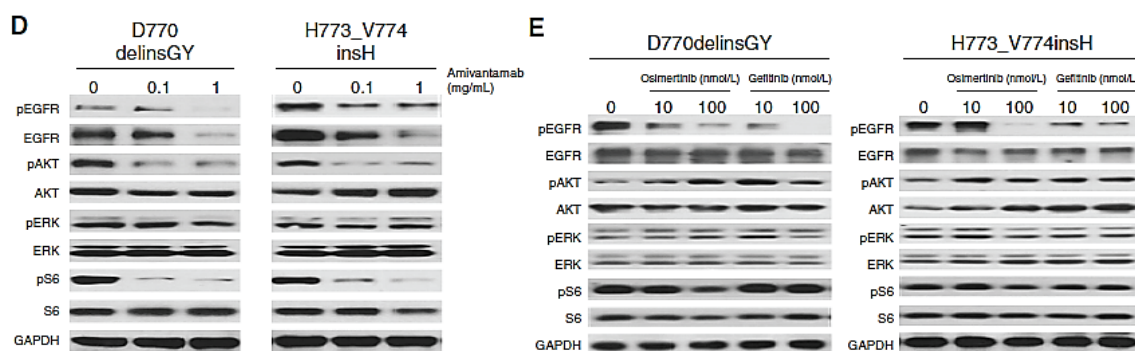 D
D770
delinsGY
H773_V774
insH
0 0.1 1
0 0.1 1
Amivantamab
(mg/mL)
pEGFR
EGFR
pAKT
AKT
pERK
ERK
pS6
S6
GAPDH
E
D770delinsGY
H773_V774insH
Osimertinib (nmol/L) Gefitinib (nmol/L)
Osimertinib (nmol/L) Gefitinib (nmol/L)
0 10 100 10 100
0 10 100 10 100
pEGFR
EGFR
pAKT
AKT
pERK
ERK
pS6
S6
GAPDH
pEGFR
EGFR
pAKT
AKT
pERK
ERK
pS6
S6
GAPDH